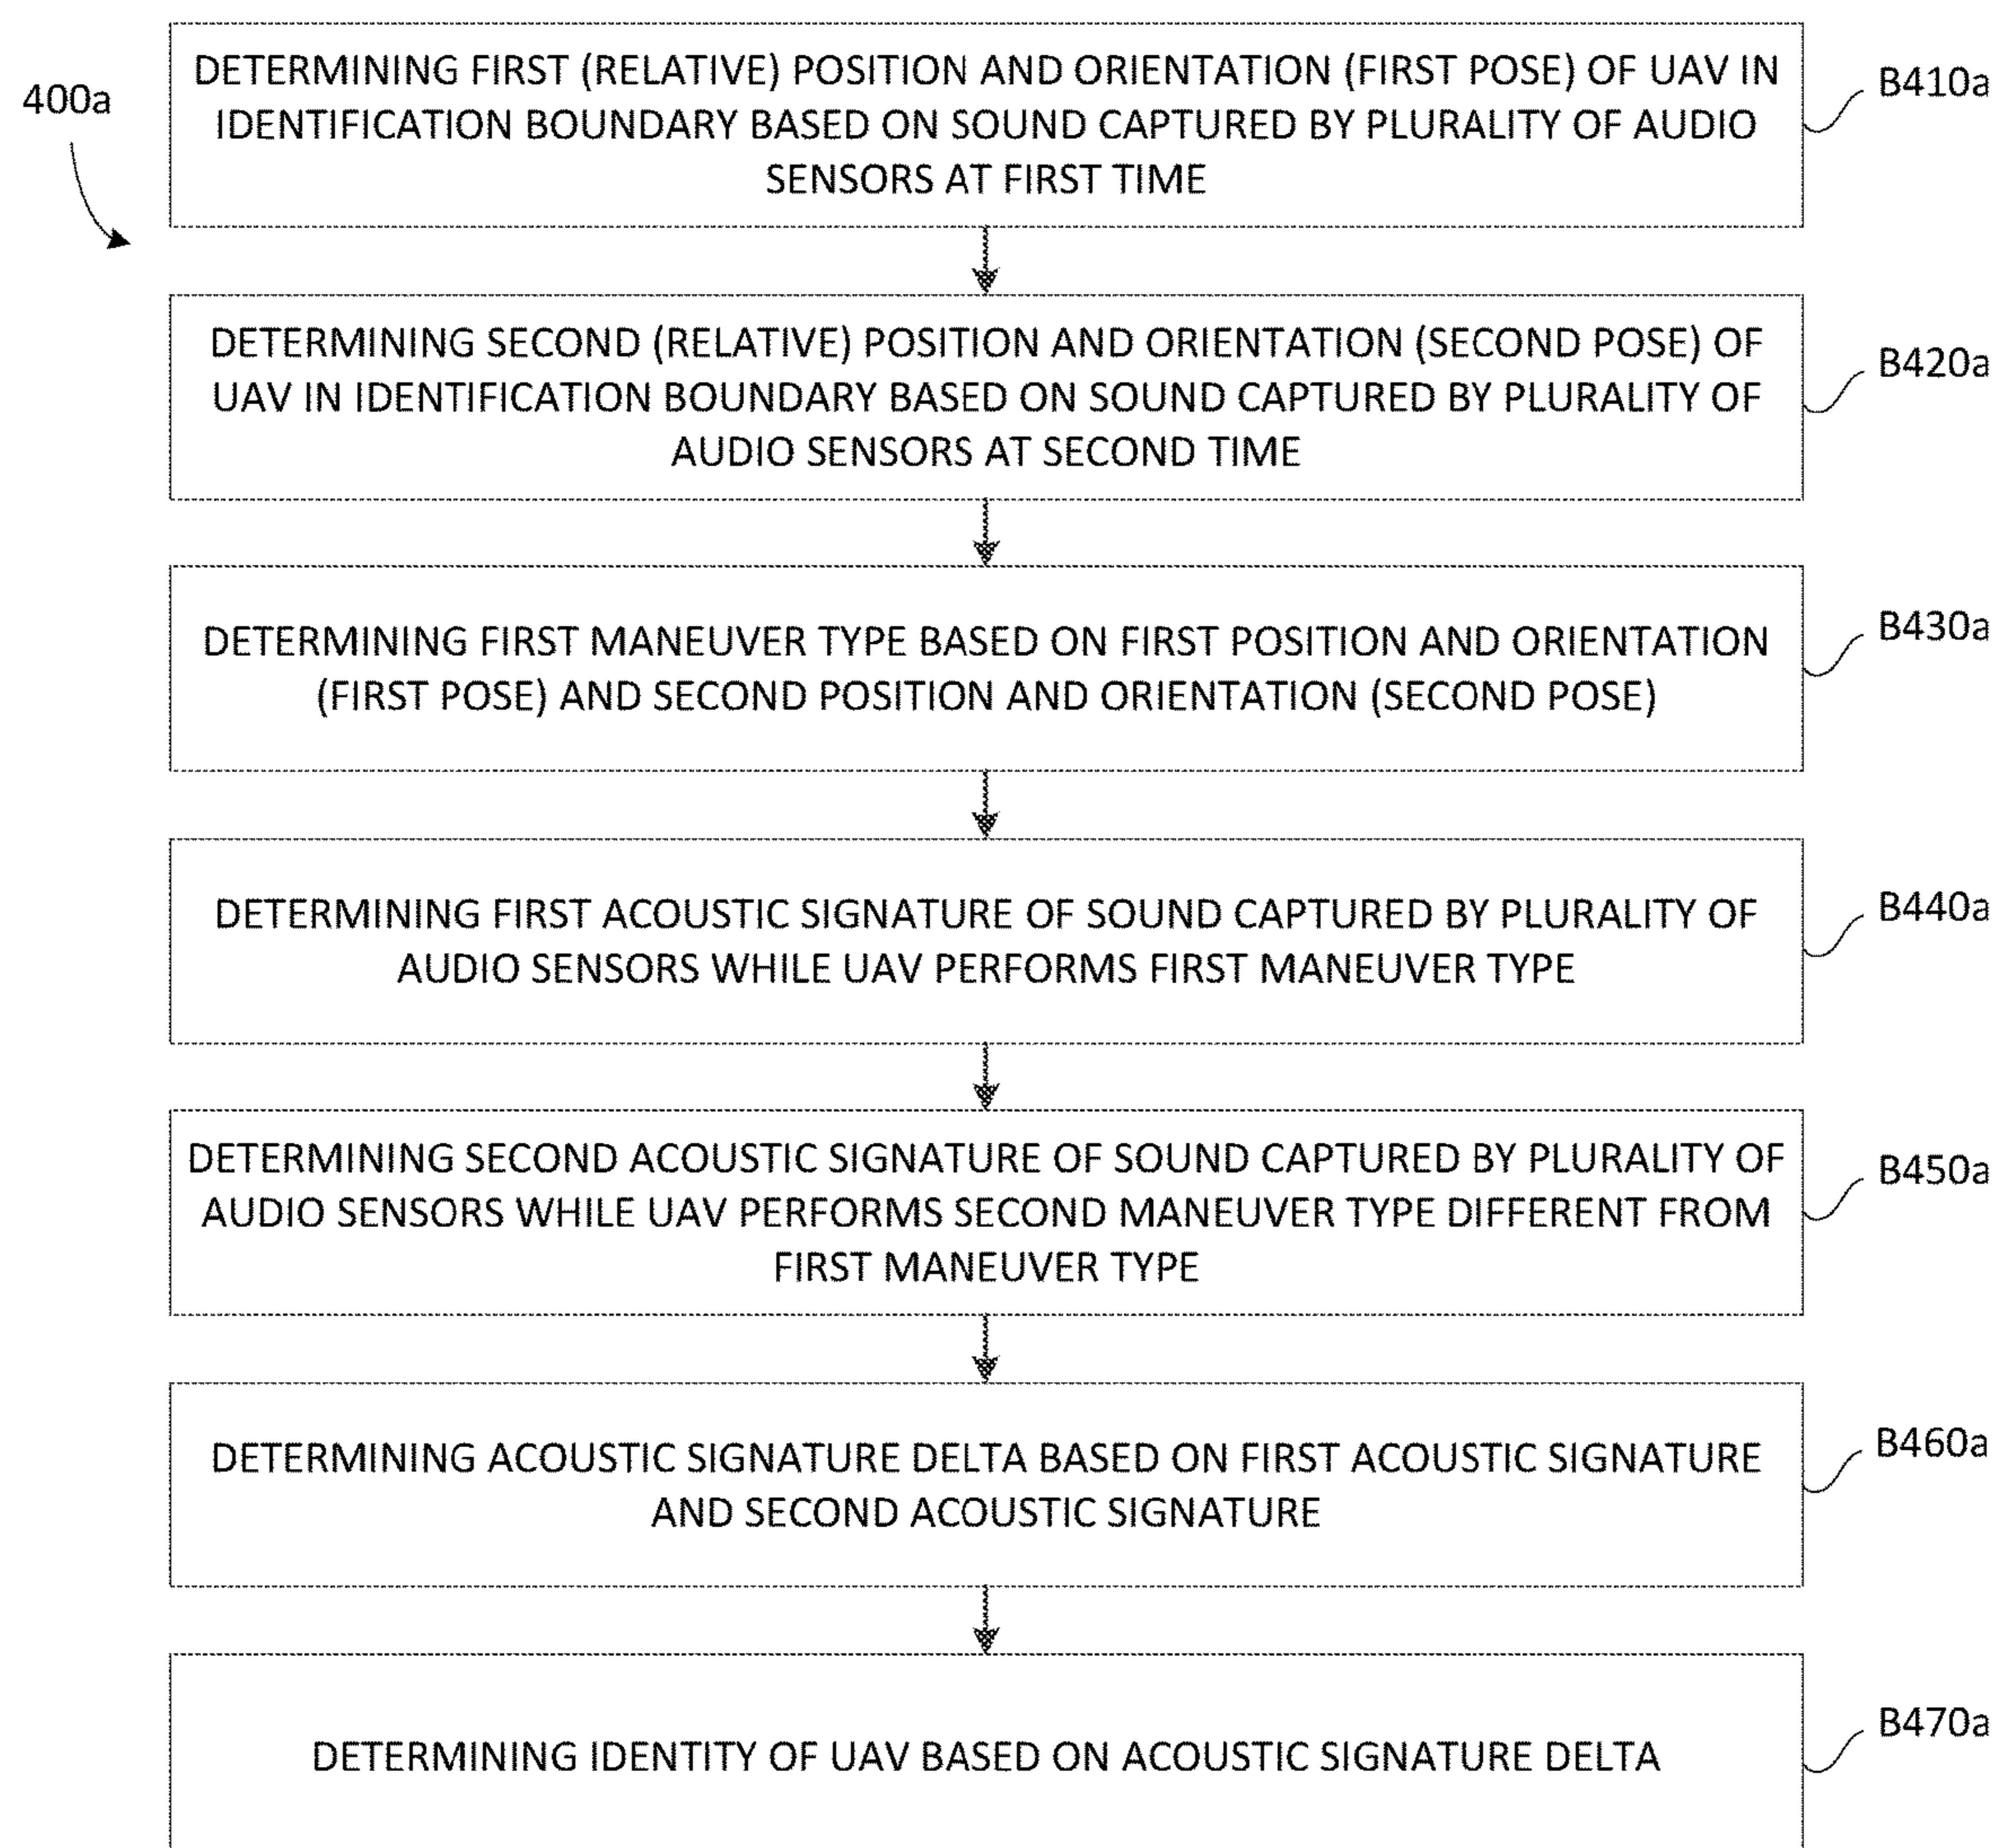 400a
DETERMINING FIRST (RELATIVE) POSITION AND ORIENTATION (FIRST POSE) OF UAV IN
IDENTIFICATION BOUNDARY BASED ON SOUND CAPTURED BY PLURALITY OF AUDIO
SENSORS AT FIRST TIME
B410a
DETERMINING SECOND (RELATIVE) POSITION AND ORIENTATION (SECOND POSE) OF
UAV IN IDENTIFICATION BOUNDARY BASED ON SOUND CAPTURED BY PLURALITY OF
AUDIO SENSORS AT SECOND TIME
B420a
DETERMINING FIRST MANEUVER TYPE BASED ON FIRST POSITION AND ORIENTATION
(FIRST POSE) AND SECOND POSITION AND ORIENTATION (SECOND POSE)
B430a
DETERMINING FIRST ACOUSTIC SIGNATURE OF SOUND CAPTURED BY PLURALITY OF
AUDIO SENSORS WHILE UAV PERFORMS FIRST MANEUVER TYPE
B440a
DETERMINING SECOND ACOUSTIC SIGNATURE OF SOUND CAPTURED BY PLURALITY OF
AUDIO SENSORS WHILE UAV PERFORMS SECOND MANEUVER TYPE DIFFERENT FROM
FIRST MANEUVER TYPE
B450a
DETERMINING ACOUSTIC SIGNATURE DELTA BASED ON FIRST ACOUSTIC SIGNATURE
AND SECOND ACOUSTIC SIGNATURE
B460a
DETERMINING IDENTITY OF UAV BASED ON ACOUSTIC SIGNATURE DELTA
B470a